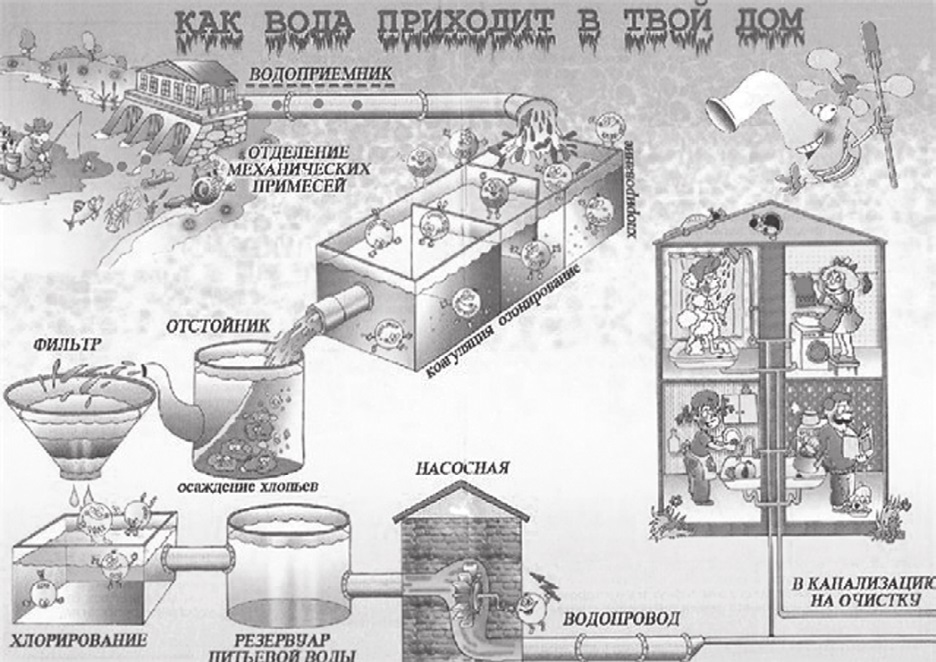 КАК ВОДА ПРИХОДИТ В ТВОЙ ДОМ
ВОДОПРИЕМНИК
ОТДЕЛЕНИЕ
МЕХАНИЧЕСКИХ
ПРИМЕСЕЙ
хлорирование
коагуляция озонирование
ОТСТОЙНИК
ФИЛЬТР
осаждение хлопьев
НАСОСНАЯ
ХЛОРИРОВАНИЕ
РЕЗЕРВУАР
ПИТЬЕВОЙ ВОДЫ
ВОДОПРОВОД
В КАНАЛИЗАЦИЮ
НА ОЧИСТКУ